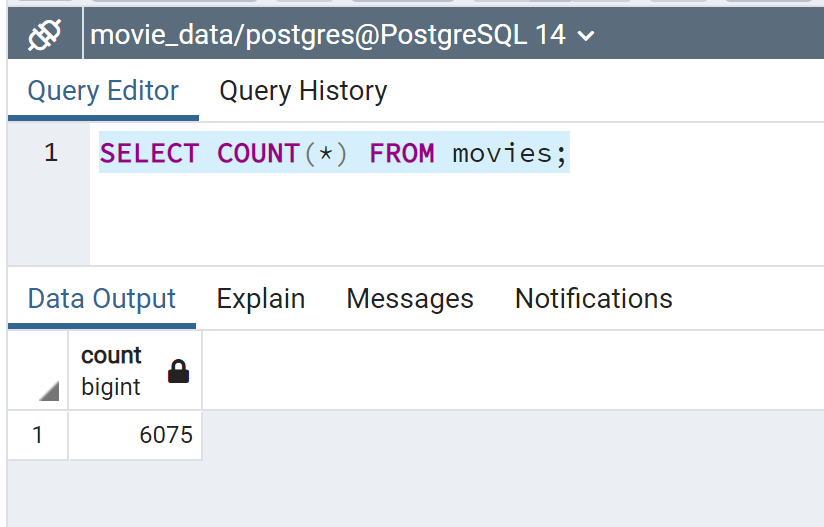 movie_data/postgres@PostgreSQL 14
Query Editor Query History
1 SELECT COUNT(*) FROM movies;
Data Output Explain Messages Notifications
count
bigint
1 6075